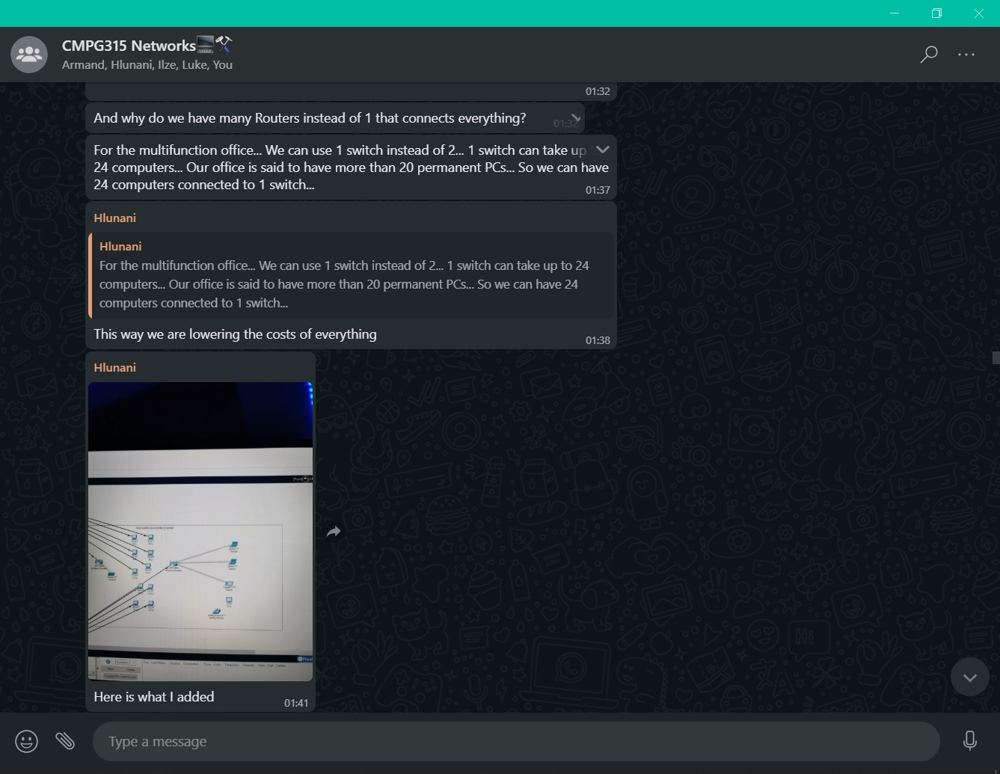 CMPG315 Networks
Armand, Hlunani, Ilze, Luke, You
01:32
And why do we have many Routers instead of 1 that connects everything?
01:32
For the multifunction office... We can use 1 switch instead of 2... 1 switch can take up
24 computers... Our office is said to have more than 20 permanent PCs... So we can have
24 computers connected to 1 switch...
01:37
Hlunani
Hlunani
For the multifunction office... We can use 1 switch instead of 2... 1 switch can take up to 24
computers... Our office is said to have more than 20 permanent PCs... So we can have 24
computers connected to 1 switch...
This way we are lowering the costs of everything
01:38
Hlunani
Here is what I added
01:41
Type a message